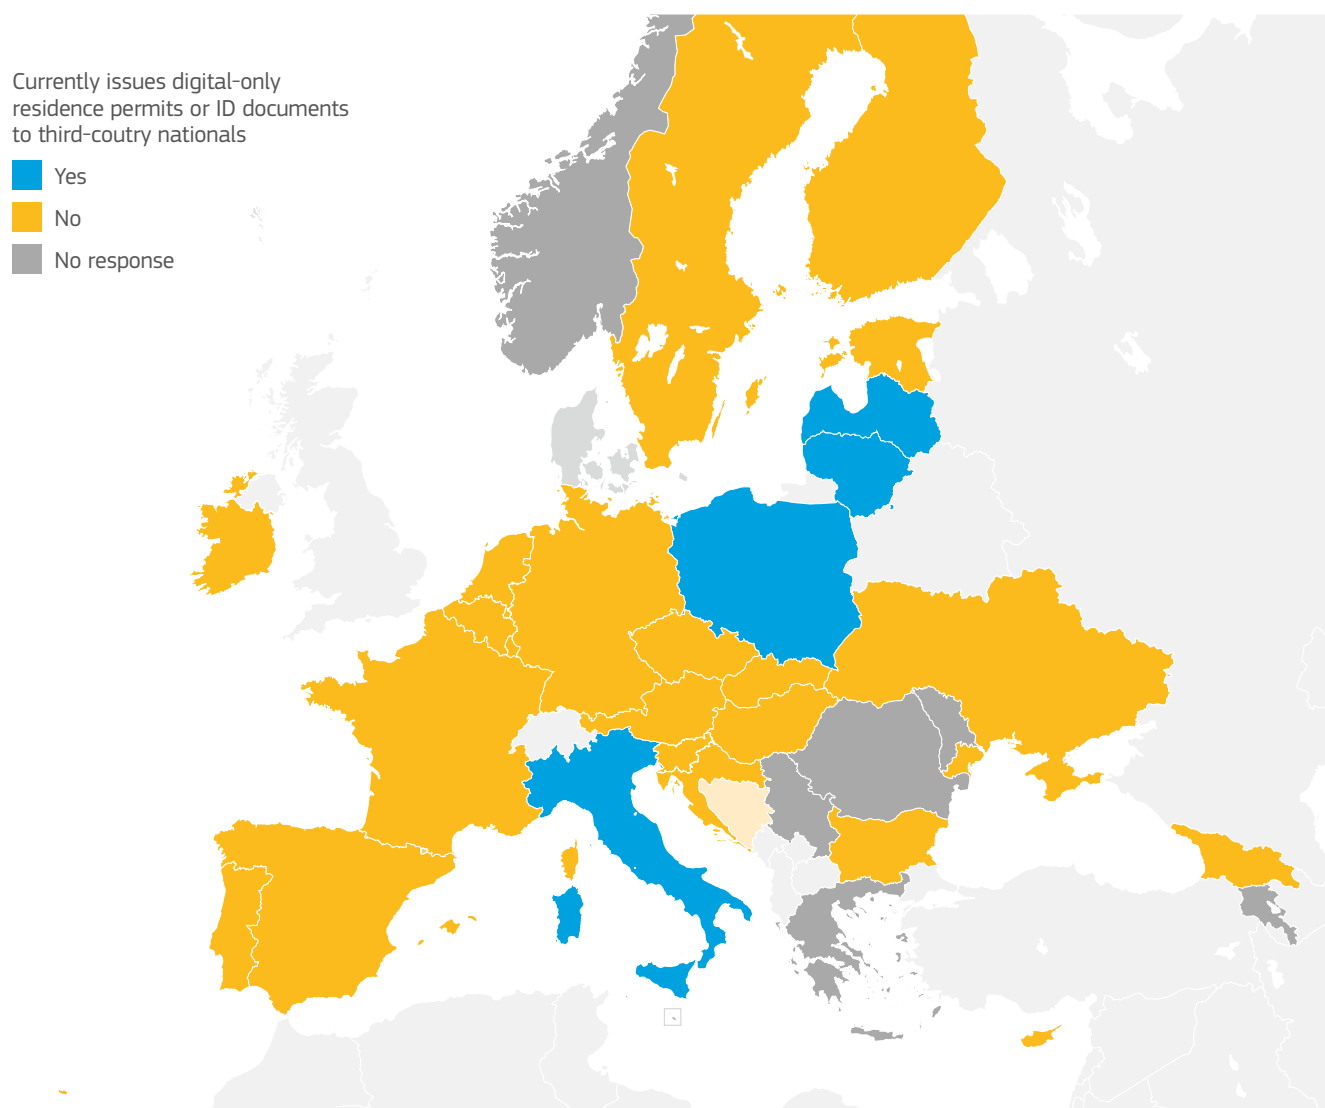 Currently issues digital-only
residence permits or ID documents
to third-coutry nationals
Yes
No
No response